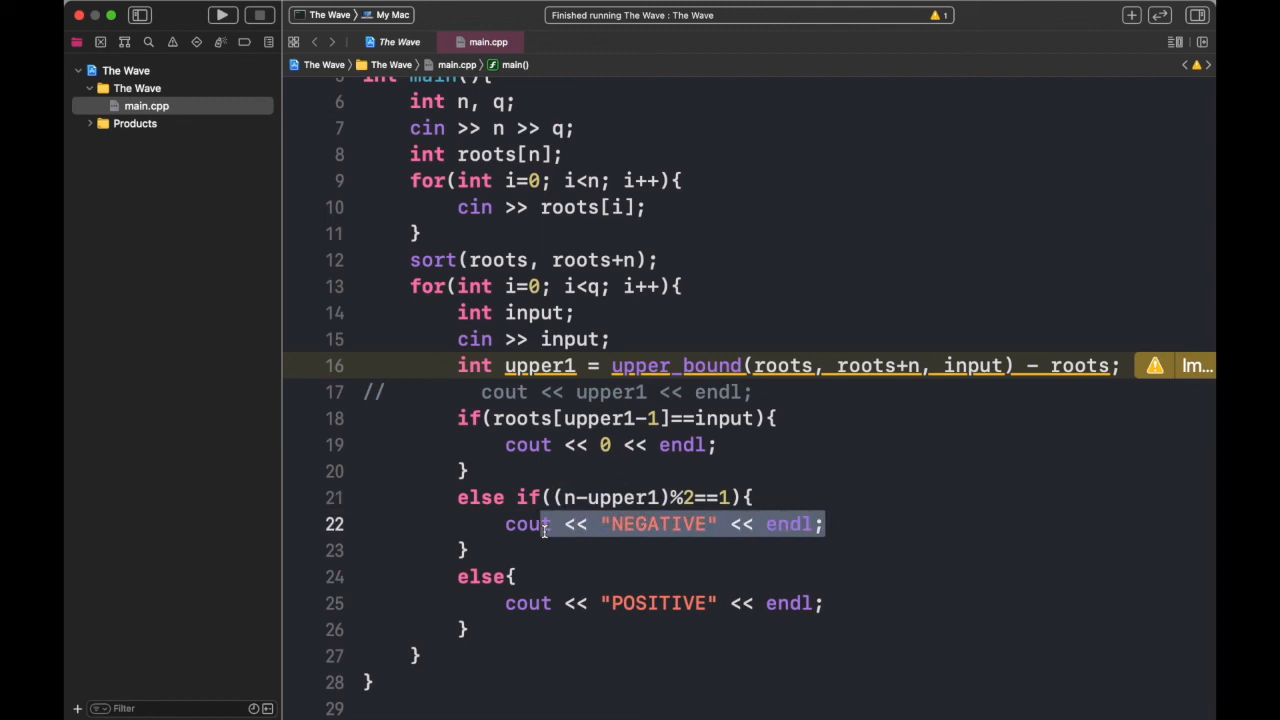 The Wave 〉 My Mac
Finished running The Wave : The Wave
1
The Wave
main.cpp
The Wave 〉 The Wave 〉 main.cpp 〉 main()
The Wave
The Wave
main.cpp
Products
int main(){
6 int n, q;
7 cin >> n >> q;
8 int roots[n];
9 for(int i=0; i<n; i++){
10 cin >> roots[i];
11 }
12 sort(roots, roots+n);
13 for(int i=0; i<q; i++){
14 int input;
15 cin >> input;
16 int upper1 = upper_bound(roots, roots+n, input) - roots; Im...
17 // cout << upper1 << endl;
18 if(roots[upper1-1]==input){
19 cout << 0 << endl;
20 }
21 else if((n-upper1)%2==1){
22 cout << "NEGATIVE" << endl;
23 }
24 else{
25 cout << "POSITIVE" << endl;
26 }
27 }
28 }
29
Filter